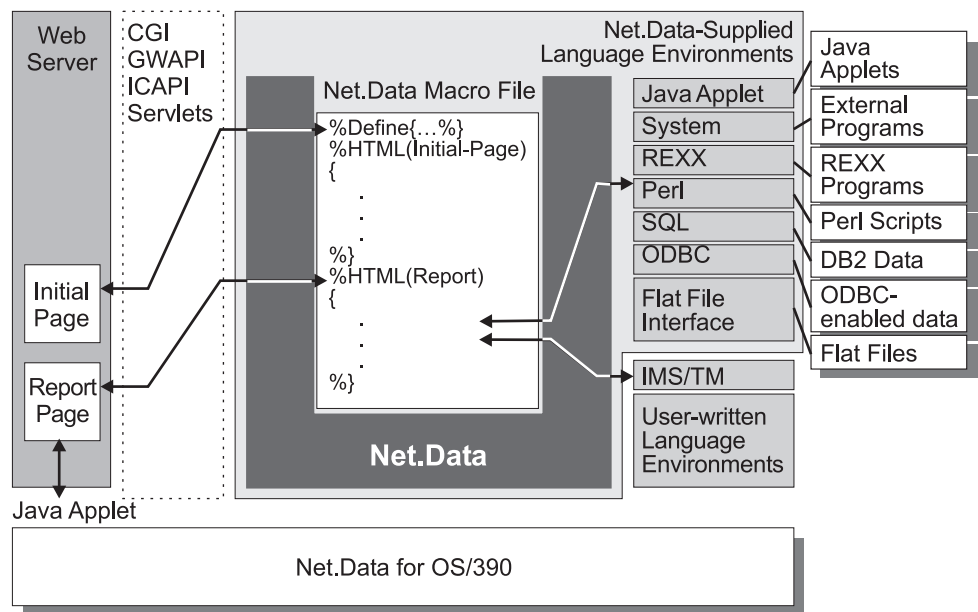 Web
Server
CGI
GWAPI
ICAPI
Servlets
Net.Data-Supplied
Language Environments
Net.Data Macro File
%Define{...%}
%HTML(Initial-Page)
{
.
.
.
%}
%HTML(Report)
{
.
.
.
%}
Net.Data
Initial
Page
Report
Page
Java Applet
Java Applet
System
REXX
Perl
SQL
ODBC
Flat File
Interface
IMS/TM
User-written
Language
Environments
Java
Applets
External
Programs
REXX
Programs
Perl Scripts
DB2 Data
ODBC-
enabled data
Flat Files
Net.Data for OS/390